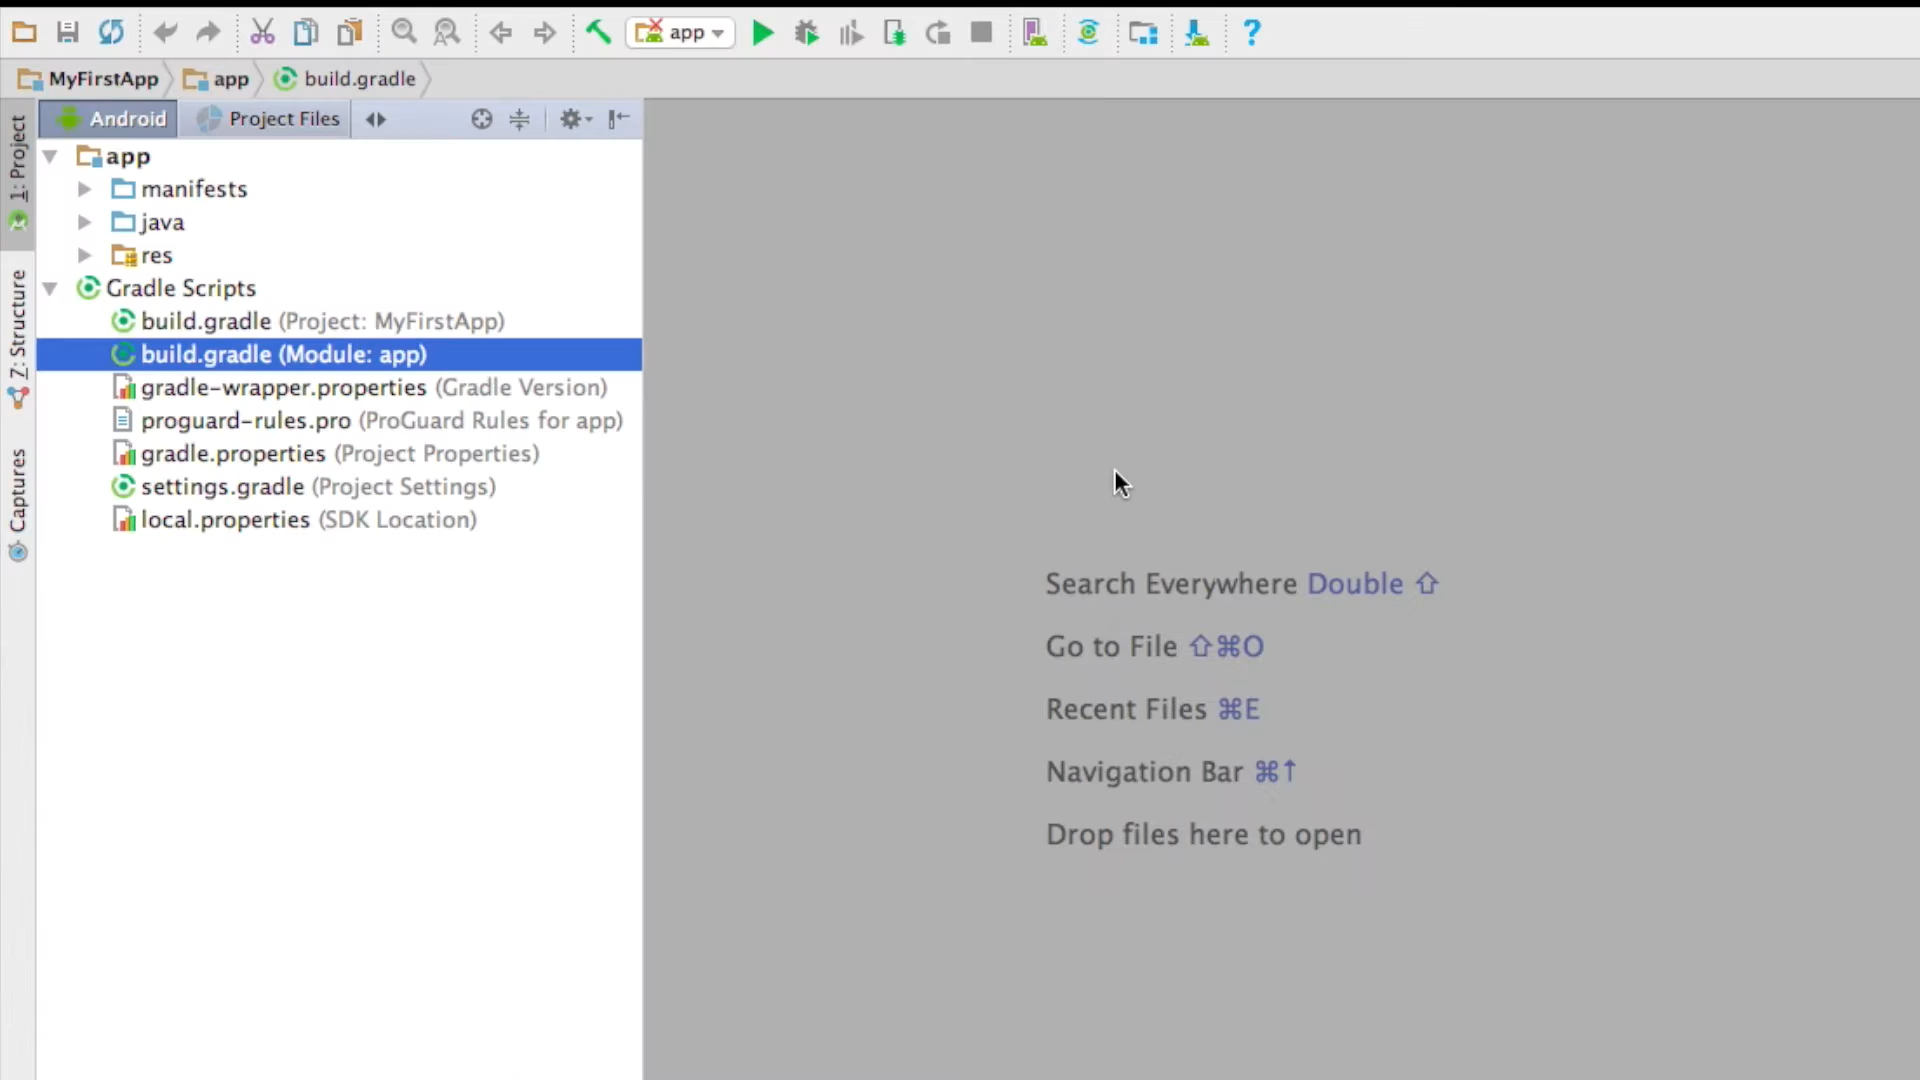 app
?
MyFirstApp app build.gradle
1: Project
Android Project Files
app
manifests
java
res
Gradle Scripts
build.gradle (Project: MyFirstApp)
build.gradle (Module: app)
gradle-wrapper.properties (Gradle Version)
proguard-rules.pro (ProGuard Rules for app)
gradle.properties (Project Properties)
settings.gradle (Project Settings)
local.properties (SDK Location)
Z: Structure
Captures
Search Everywhere Double ⇧
Go to File ⇧⌘O
Recent Files ⌘E
Navigation Bar ⌘↑
Drop files here to open